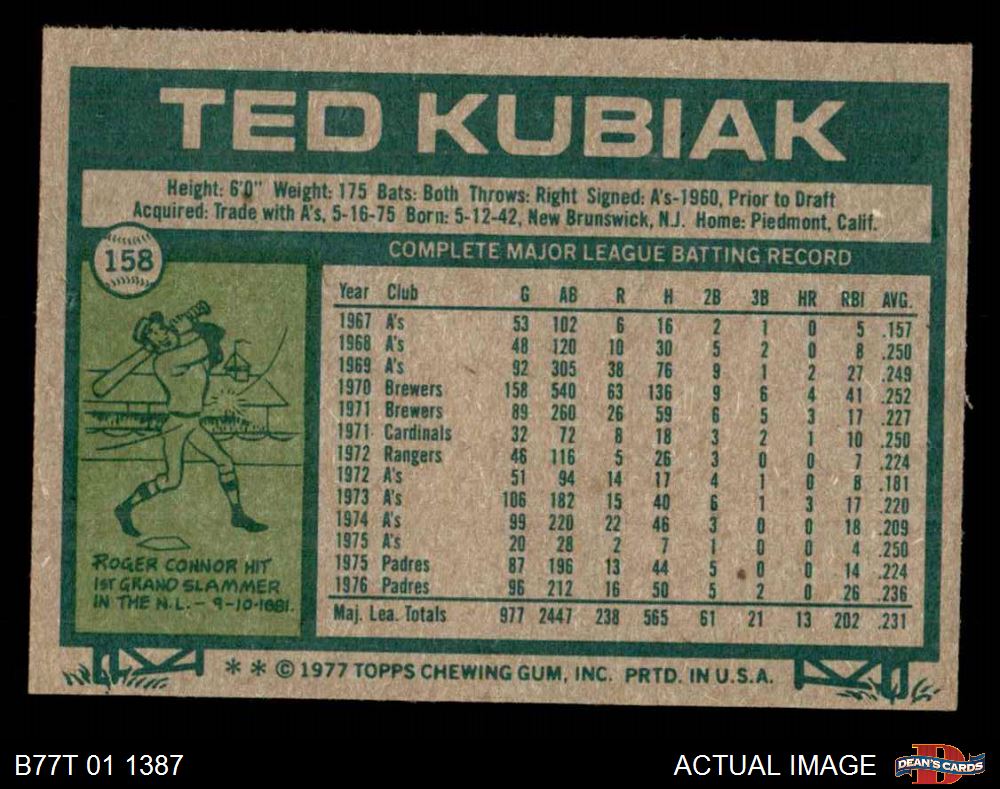 TED KUBIAK
Height: 6'0" Weight: 175 Bats: Both Throws: Right Signed: A's-1960, Prior to Draft
Acquired: Trade with A's, 5-16-75 Born: 5-12-42, New Brunswick, N.J. Home: Piedmont, Calif.
158
COMPLETE MAJOR LEAGUE BATTING RECORD
Year Club G AB R H 2B 3B HR RBI AVG.
1967 A's 53 102 6 16 2 1 0 5 .157
1968 A's 48 120 10 30 5 2 0 8 .250
1969 A's 92 305 38 76 9 1 2 27 .249
1970 Brewers 158 540 63 136 9 6 4 41 .252
1971 Brewers 89 260 26 59 6 5 3 17 .227
1971 Cardinals 32 72 8 18 3 2 1 10 .250
1972 Rangers 46 116 5 26 3 0 0 7 .224
1972 A's 51 94 14 17 4 1 0 8 .181
1973 A's 106 182 15 40 6 1 3 17 .220
1974 A's 99 220 22 46 3 0 0 18 .209
1975 A's 20 28 2 7 1 0 0 4 .250
1975 Padres 87 196 13 44 5 0 0 14 .224
1976 Padres 96 212 16 50 5 2 0 26 .236
Maj. Lea. Totals 977 2447 238 565 61 21 13 202 .231
ROGER CONNOR HIT
1ST GRAND SLAMMER
IN THE N.L. - 9-10-1881.
** © 1977 TOPPS CHEWING GUM, INC. PRTD. IN U.S.A.
B77T 01 1387
ACTUAL IMAGE
D
DEAN'S CARDS